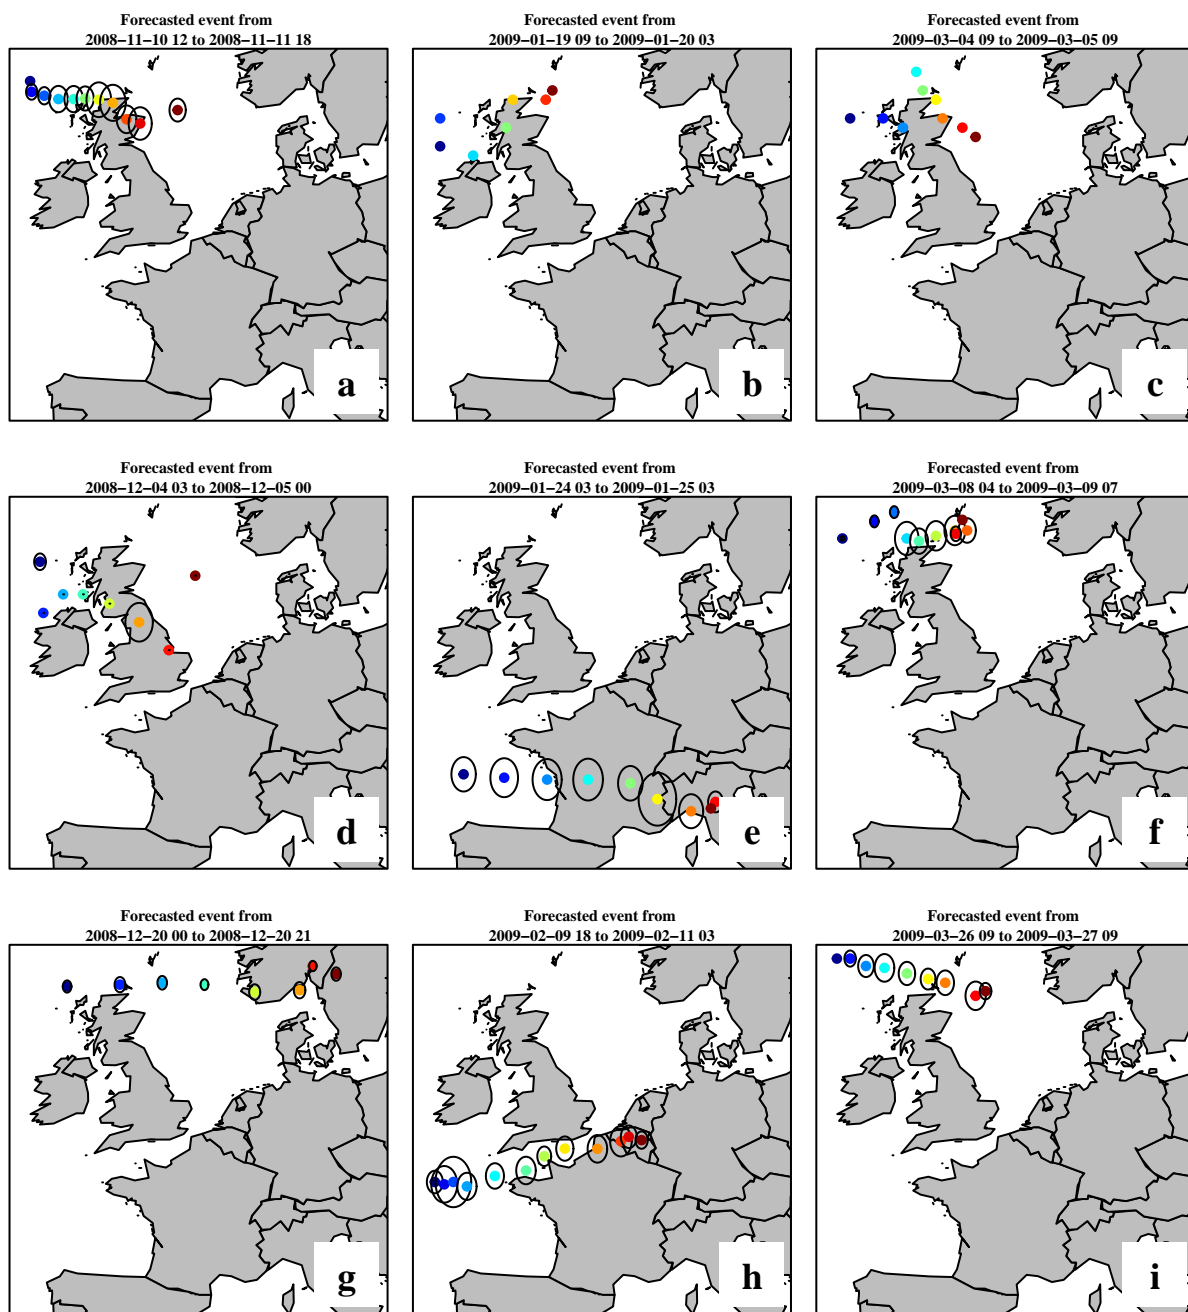 Forecasted event from
2008−11−10 12 to 2008−11−11 18
a
Forecasted event from
2009−01−19 09 to 2009−01−20 03
b
Forecasted event from
2009−03−04 09 to 2009−03−05 09
c
Forecasted event from
2008−12−04 03 to 2008−12−05 00
d
Forecasted event from
2009−01−24 03 to 2009−01−25 03
e
Forecasted event from
2009−03−08 04 to 2009−03−09 07
f
Forecasted event from
2008−12−20 00 to 2008−12−20 21
g
Forecasted event from
2009−02−09 18 to 2009−02−11 03
h
Forecasted event from
2009−03−26 09 to 2009−03−27 09
i